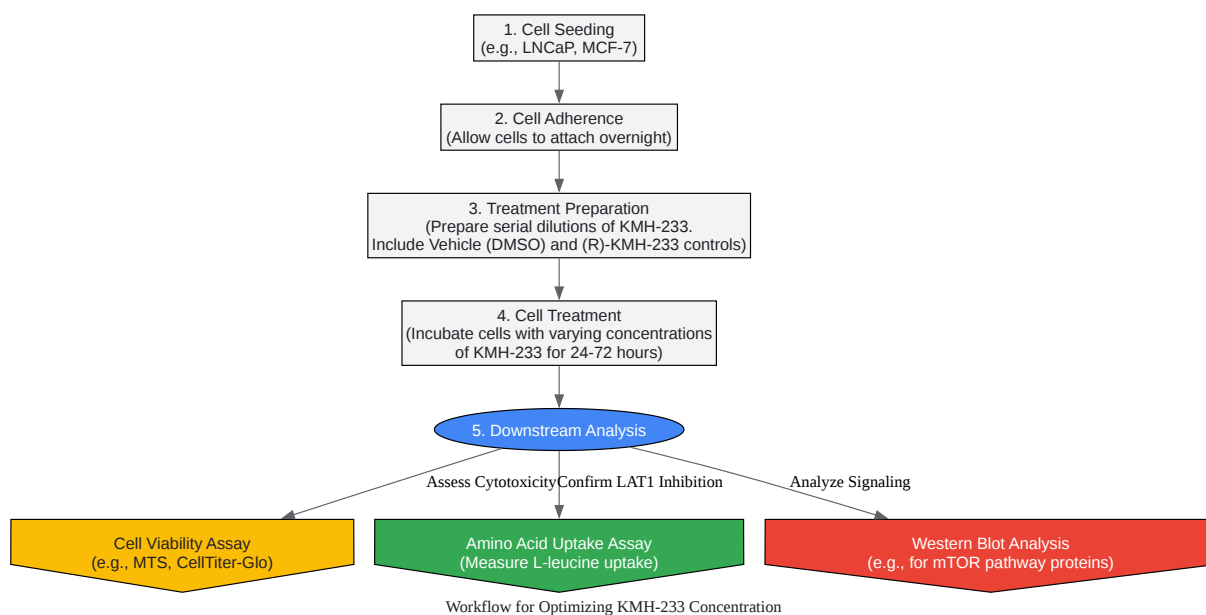 1. Cell Seeding
(e.g., LNCaP, MCF-7)
2. Cell Adherence
(Allow cells to attach overnight)
3. Treatment Preparation
(Prepare serial dilutions of KMH-233.
Include Vehicle (DMSO) and (R)-KMH-233 controls)
4. Cell Treatment
(Incubate cells with varying concentrations
of KMH-233 for 24-72 hours)
5. Downstream Analysis
Assess Cytotoxicity
Confirm LAT1 Inhibition
Analyze Signaling
Cell Viability Assay
(e.g., MTS, CellTiter-Glo)
Amino Acid Uptake Assay
(Measure L-leucine uptake)
Western Blot Analysis
(e.g., for mTOR pathway proteins)
Workflow for Optimizing KMH-233 Concentration